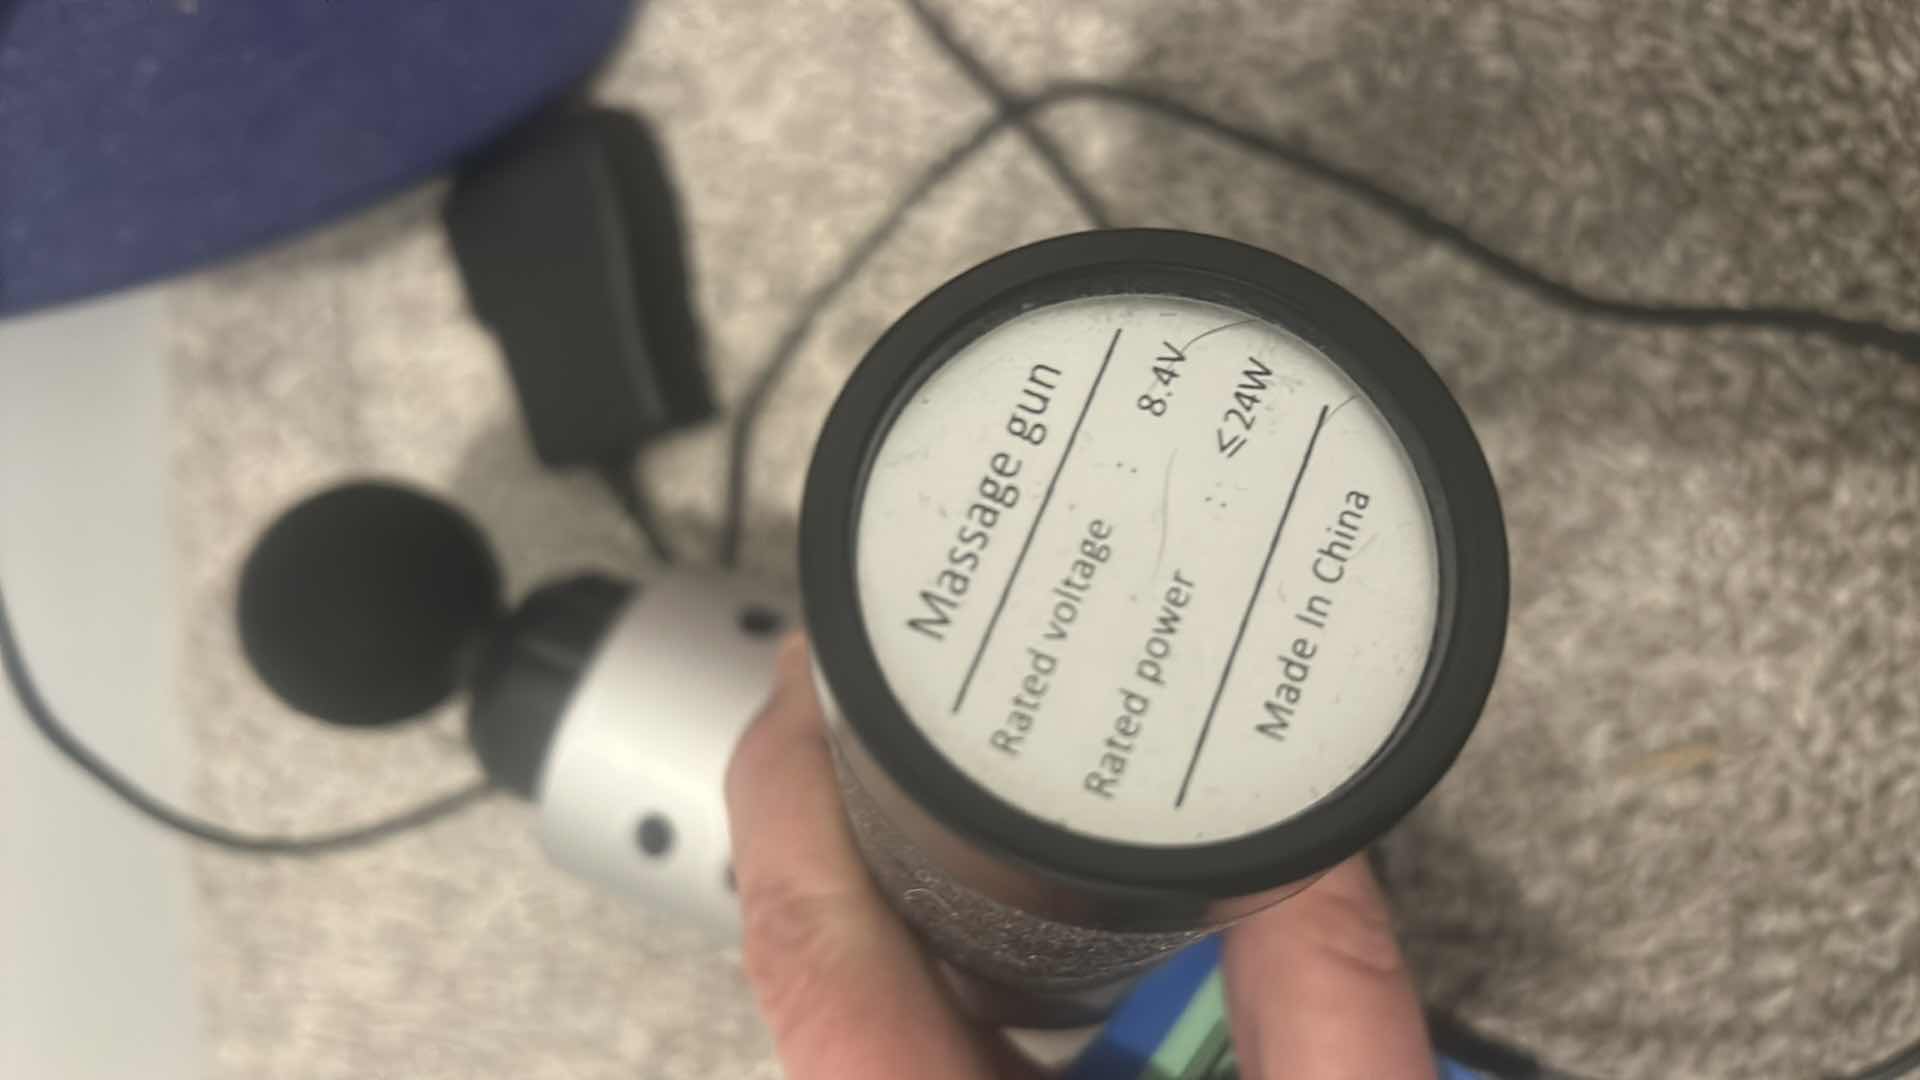 Massage gun
Rated voltage : 8.4V
Rated power : ≤24W
Made In China